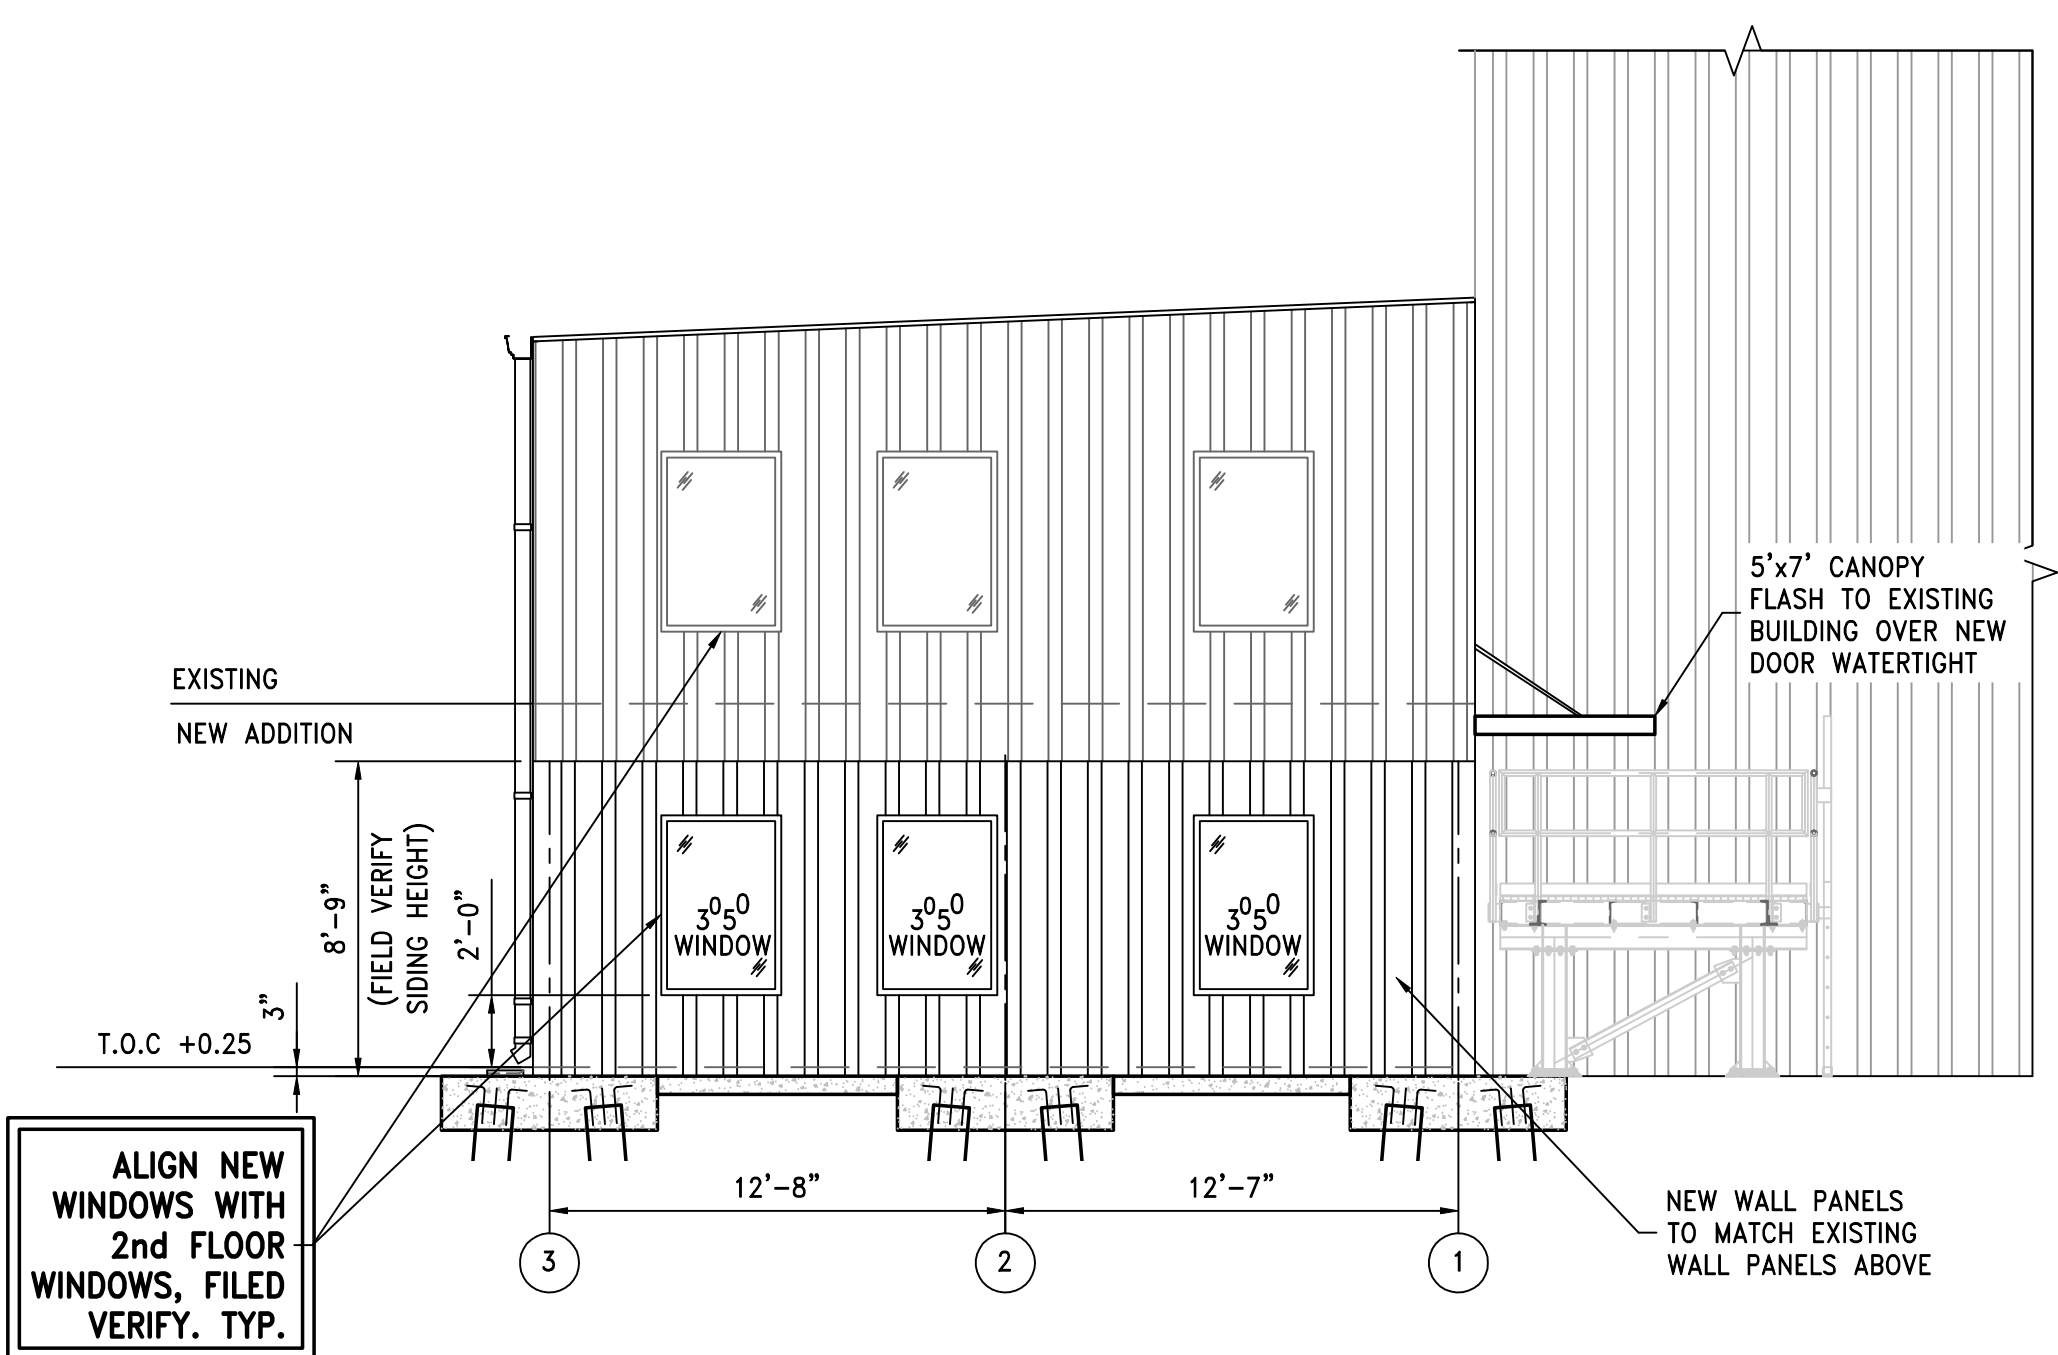 5'x7' CANOPY
FLASH TO EXISTING
BUILDING OVER NEW
DOOR WATERTIGHT
EXISTING
NEW ADDITION
8'-9"
(FIELD VERIFY
SIDING HEIGHT)
2'-0"
3"
T.O.C +0.25
3⁰5⁰
WINDOW
3⁰5⁰
WINDOW
3⁰5⁰
WINDOW
ALIGN NEW
WINDOWS WITH
2nd FLOOR
WINDOWS, FILED
VERIFY. TYP.
12'-8"
12'-7"
NEW WALL PANELS
TO MATCH EXISTING
WALL PANELS ABOVE
3
2
1